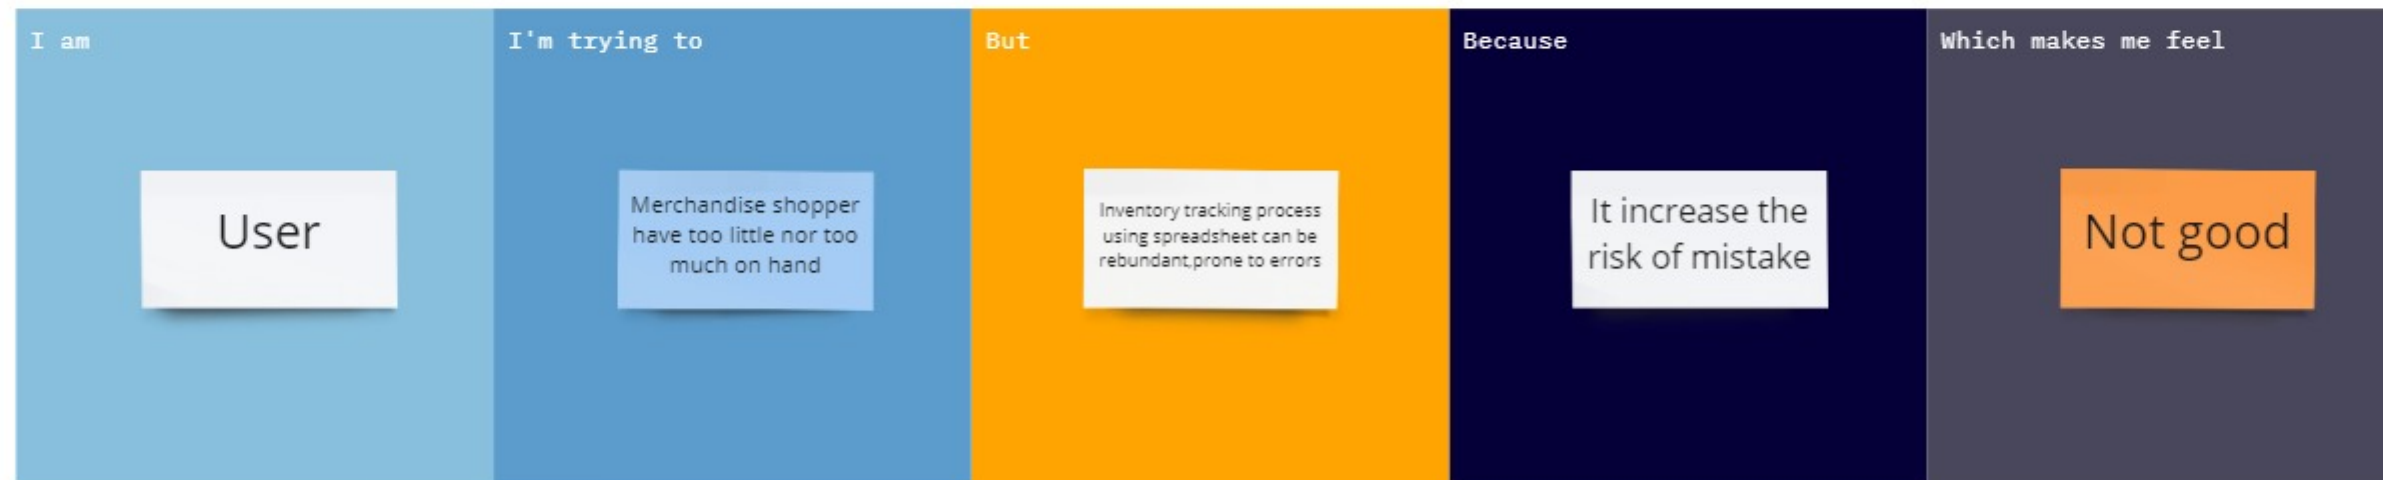 I am
User
I'm trying to
Merchandise shopper
have too little nor too
much on hand
But
Inventory tracking process
using spreadsheet can be
rebundant,prone to errors
Because
It increase the
risk of mistake
Which makes me feel
Not good